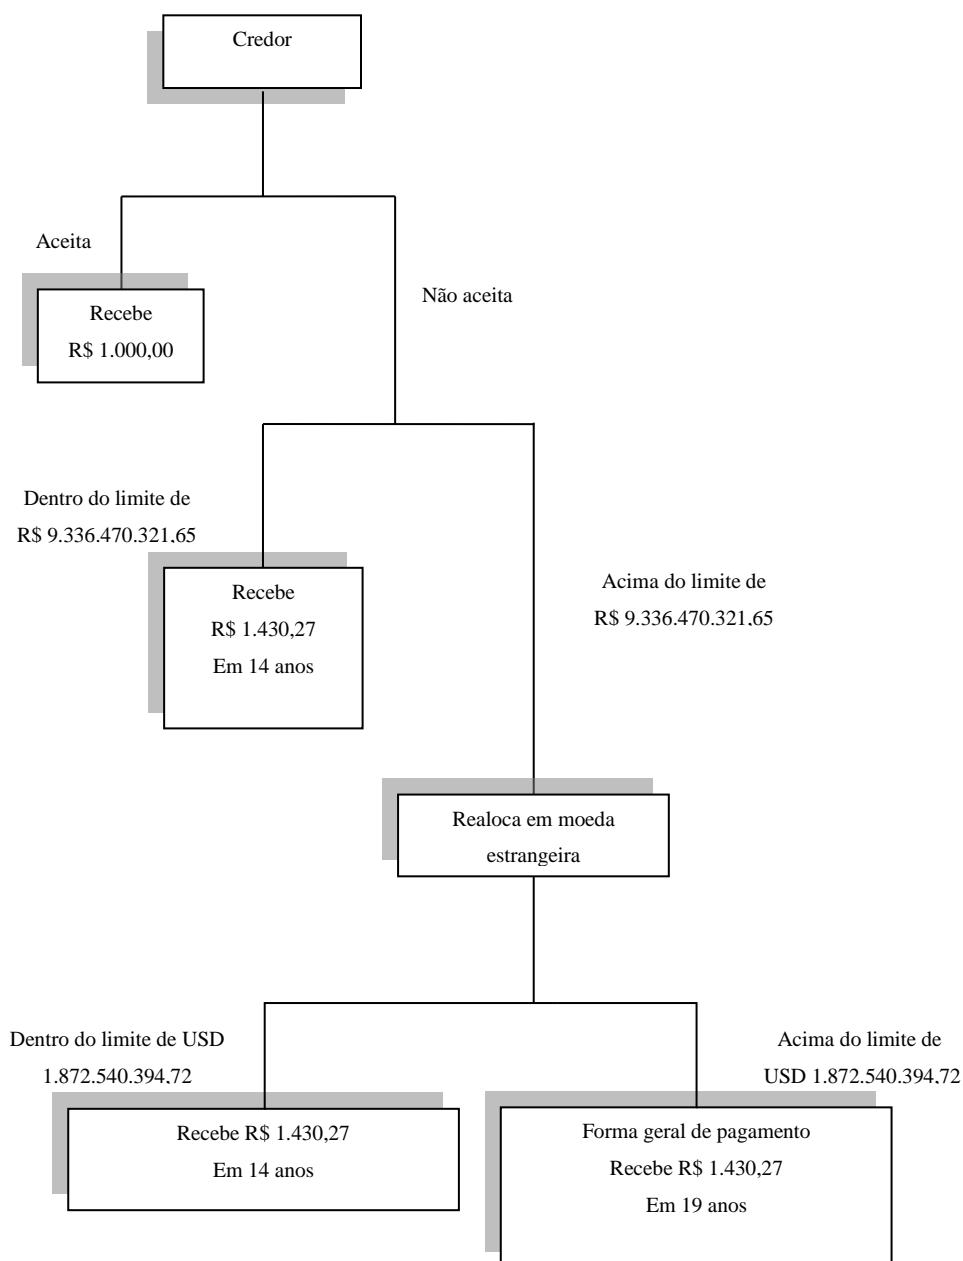 Credor
Aceita
Não aceita
Recebe
R$ 1.000,00
Dentro do limite de
R$ 9.336.470.321,65
Recebe
R$ 1.430,27
Em 14 anos
Acima do limite de
R$ 9.336.470.321,65
Realoca em moeda
estrangeira
Dentro do limite de USD
1.872.540.394,72
Recebe R$ 1.430,27
Em 14 anos
Acima do limite de
USD 1.872.540.394,72
Forma geral de pagamento
Recebe R$ 1.430,27
Em 19 anos